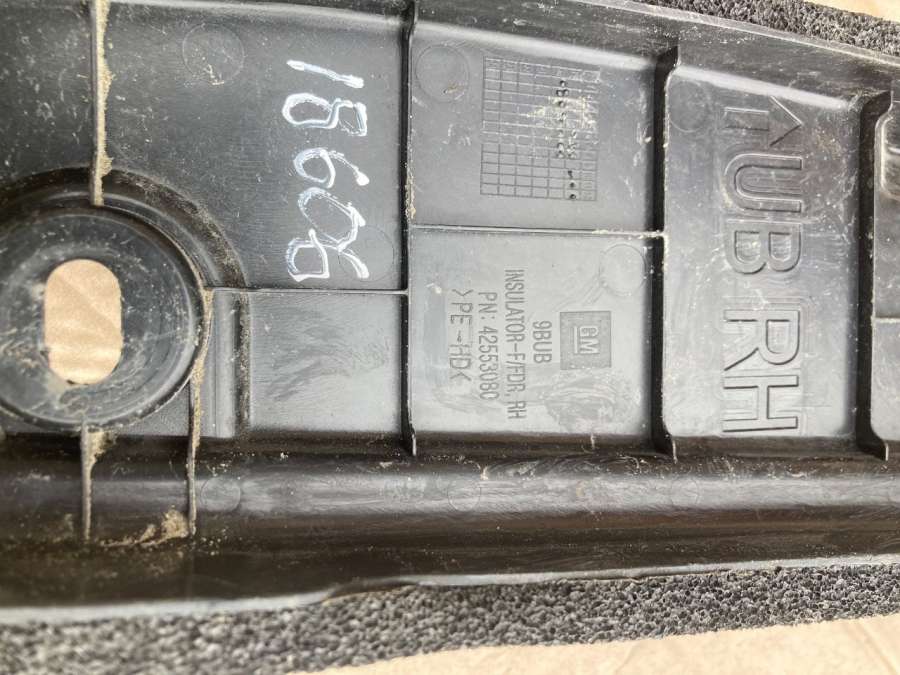 18608
GM
9BUB
INSULATOR-F/FDR, RH
PN: 42553080
>PE-HD<
↑UB RH